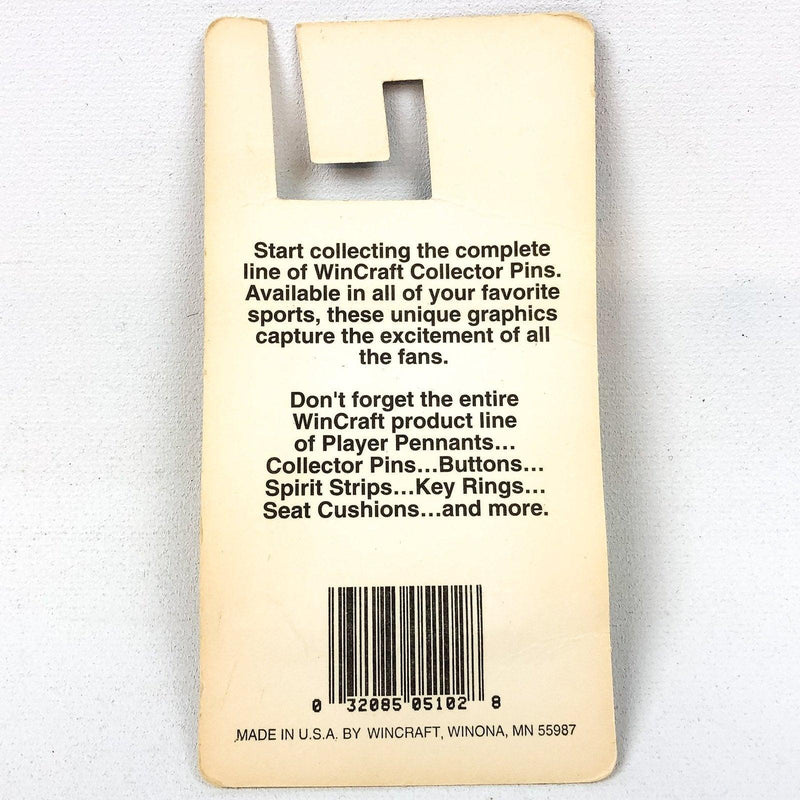 Start collecting the complete
line of WinCraft Collector Pins.
Available in all of your favorite
sports, these unique graphics
capture the excitement of all
the fans.
Don't forget the entire
WinCraft product line
of Player Pennants...
Collector Pins...Buttons...
Spirit Strips...Key Rings...
Seat Cushions...and more.
0 32085 05102 8
MADE IN U.S.A. BY WINCRAFT, WINONA, MN 55987